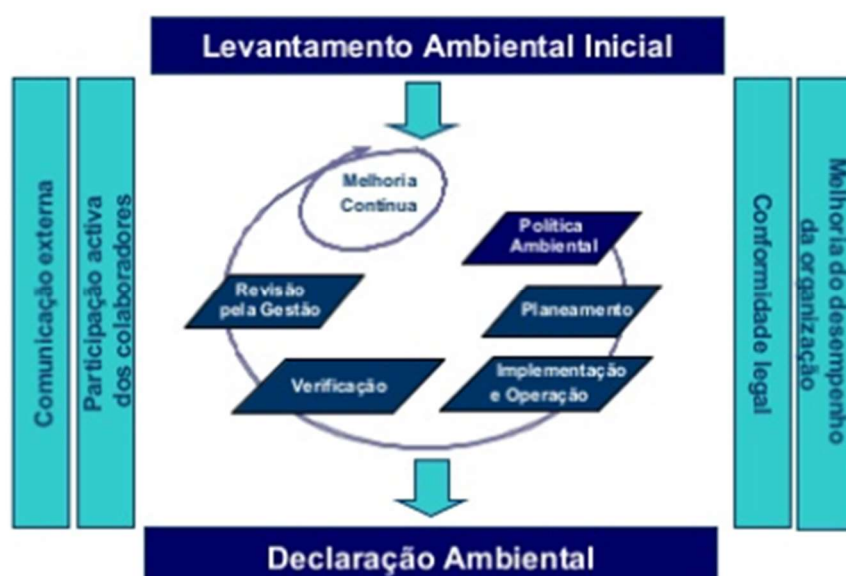 Levantamento Ambiental Inicial
Comunicação externa
Participação activa
dos colaboradores
Melhoria
Contínua
Política
Ambiental
Planeamento
Implementação
e Operação
Verificação
Revisão
pela Gestão
Conformidade legal
Melhoria do desempenho
da organização
Declaração Ambiental